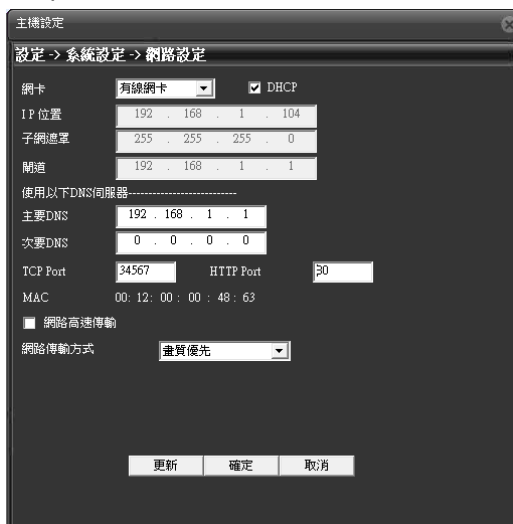 主機設定
設定 -> 系統設定 -> 網路設定
網卡 有線網卡 DHCP
IP位置 192 . 168 . 1 . 104
子網遮罩 255 . 255 . 255 . 0
閘道 192 . 168 . 1 . 1
使用以下DNS伺服器--------------------------
主要DNS 192 . 168 . 1 . 1
次要DNS 0 . 0 . 0 . 0
TCP Port 34567 HTTP Port 80
MAC 00: 12: 00 : 00 : 48 : 63
網路高速傳輸
網路傳輸方式 畫質優先
更新 確定 取消